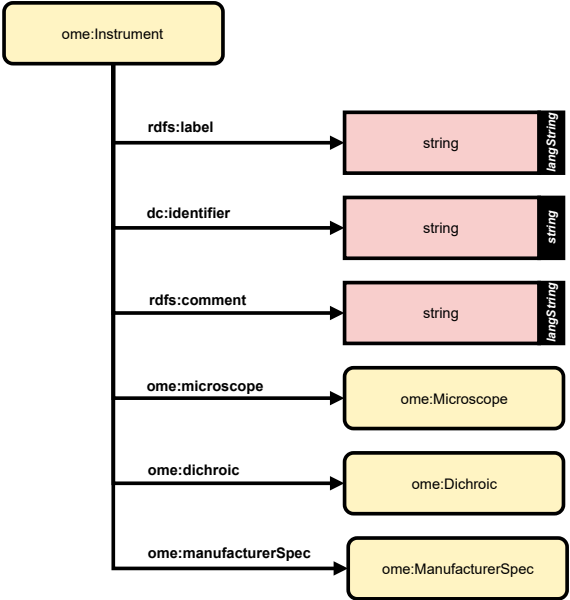 ome:Instrument
rdfs:label
string
langString
dc:identifier
string
string
rdfs:comment
string
langString
ome:microscope
ome:Microscope
ome:dichroic
ome:Dichroic
ome:manufacturerSpec
ome:ManufacturerSpec